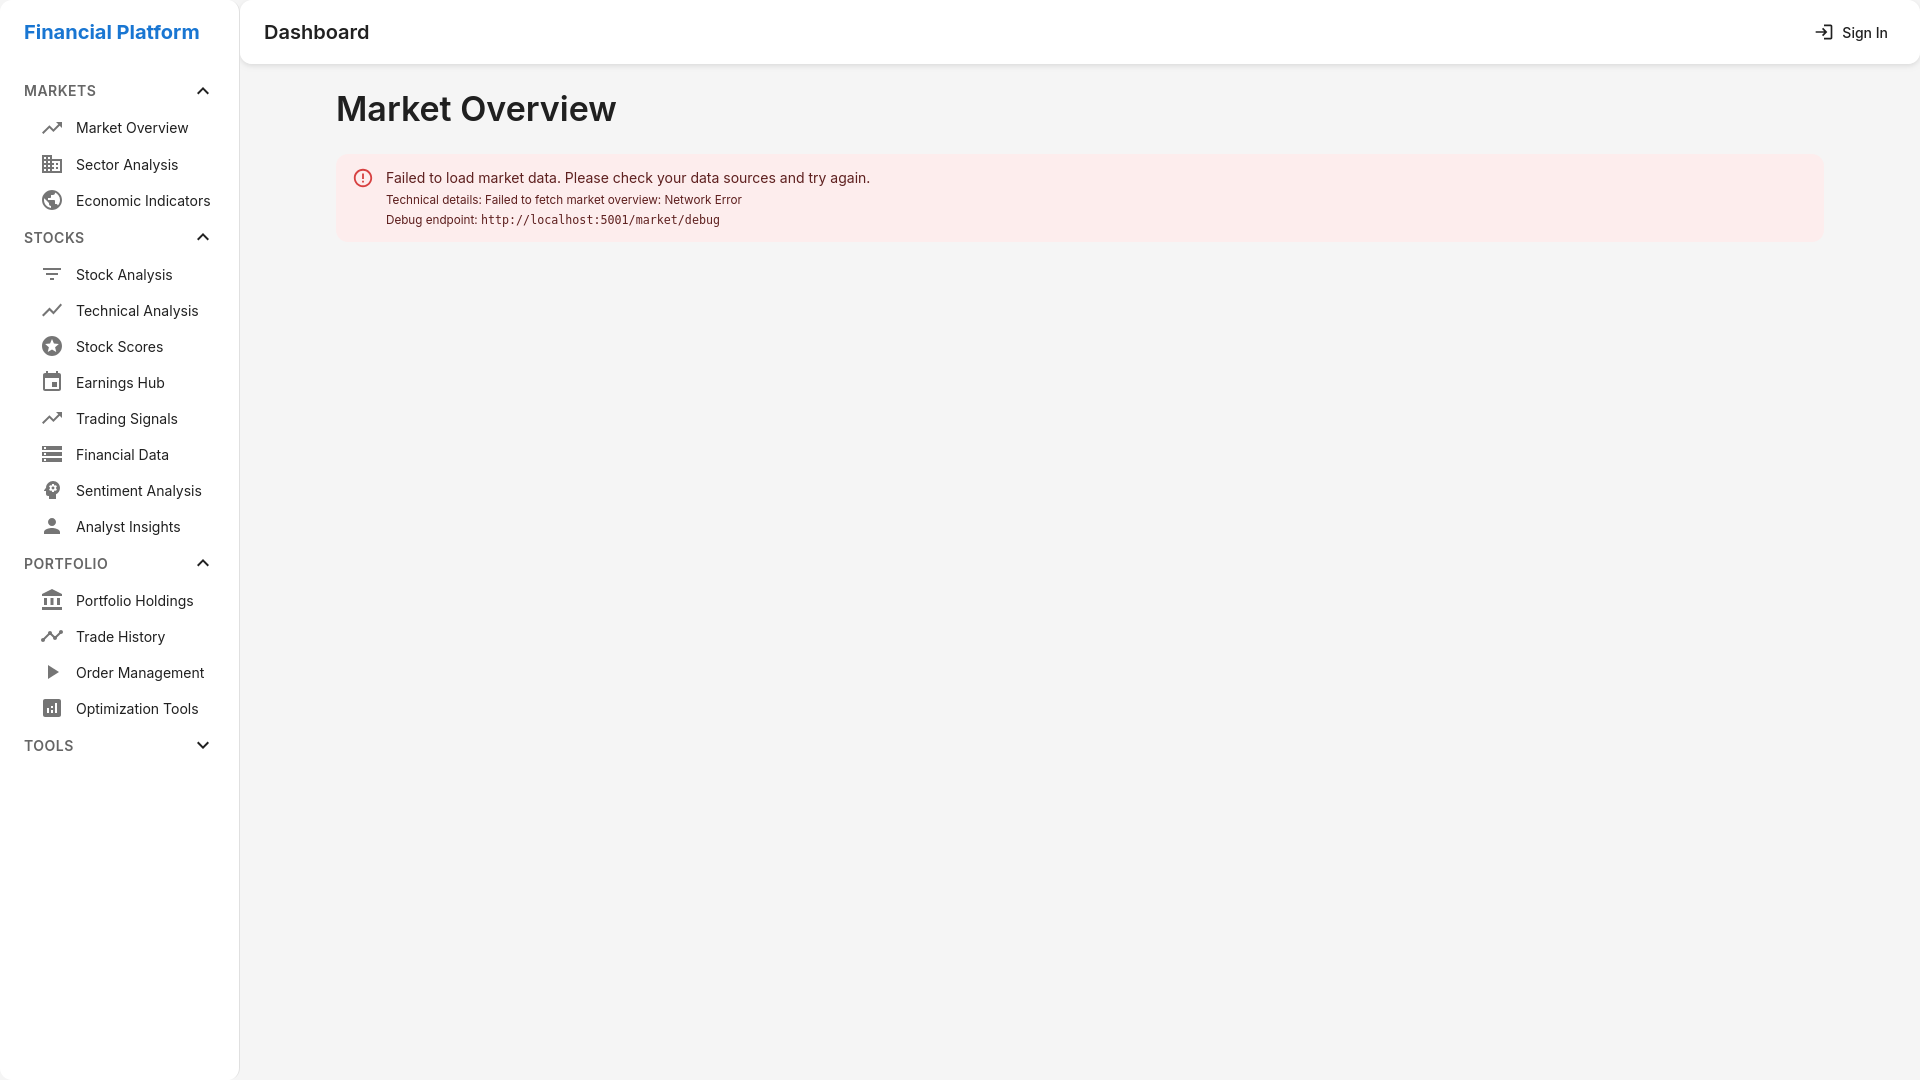 Financial Platform
Dashboard
Sign In
MARKETS
Market Overview
Sector Analysis
Economic Indicators
STOCKS
Stock Analysis
Technical Analysis
Stock Scores
Earnings Hub
Trading Signals
Financial Data
Sentiment Analysis
Analyst Insights
PORTFOLIO
Portfolio Holdings
Trade History
Order Management
Optimization Tools
TOOLS
Market Overview
Failed to load market data. Please check your data sources and try again.
Technical details: Failed to fetch market overview: Network Error
Debug endpoint: http://localhost:5001/market/debug